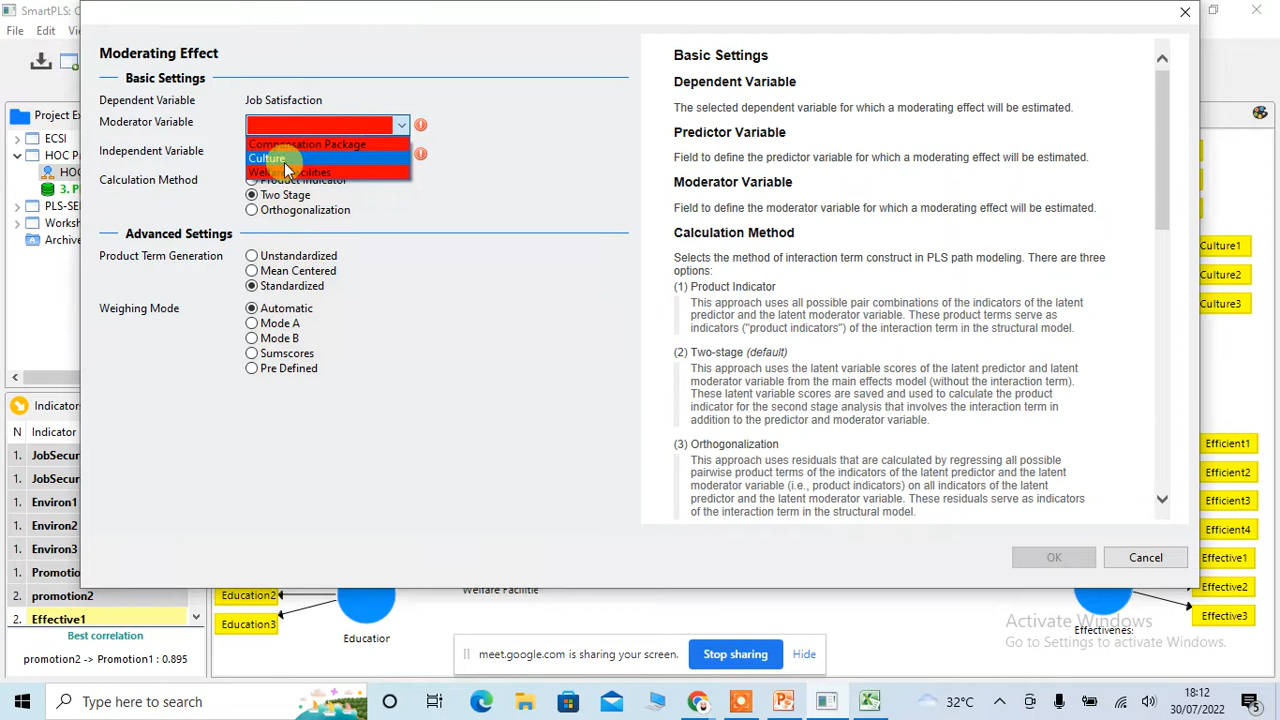 SmartPLS: C:
File Edit Vi
Moderating Effect
Basic Settings
Dependent Variable Job Satisfaction
Moderator Variable
Compensation Package
Independent Variable
Culture
Welfare Facilities
Calculation Method Product Indicator
Two Stage
Orthogonalization
Advanced Settings
Product Term Generation Unstandardized
Mean Centered
Standardized
Weighing Mode Automatic
Mode A
Mode B
Sumscores
Pre Defined
Basic Settings
Dependent Variable
The selected dependent variable for which a moderating effect will be estimated.
Predictor Variable
Field to define the predictor variable for which a moderating effect will be estimated.
Moderator Variable
Field to define the moderator variable for which a moderating effect will be estimated.
Calculation Method
Selects the method of interaction term construct in PLS path modeling. There are three
options:
(1) Product Indicator
This approach uses all possible pair combinations of the indicators of the latent
predictor and the latent moderator variable. These product terms serve as
indicators ("product indicators") of the interaction term in the structural model.
(2) Two-stage (default)
This approach uses the latent variable scores of the latent predictor and latent
moderator variable from the main effects model (without the interaction term).
These latent variable scores are saved and used to calculate the product
indicator for the second stage analysis that involves the interaction term in
addition to the predictor and moderator variable.
(3) Orthogonalization
This approach uses residuals that are calculated by regressing all possible
pairwise product terms of the indicators of the latent predictor and the latent
moderator variable (i.e., product indicators) on all indicators of the latent
predictor and the latent moderator variable. These residuals serve as indicators
of the interaction term in the structural model.
OK Cancel
Project Ex
ECSI
HOC P
HOC
3. P
PLS-SE
Worksh
Archive
Indicators
N Indicator
1. JobSecur
1. JobSecur
1. Environ1
1. Environ2
1. Environ3
1. Promotio
1. promotion2
2. Effective1
Best correlation
promotion2 -> Promotion1 : 0.895
Education2
Education3
Education
Welfare Facilitie
Culture1
Culture2
Culture3
Efficient1
Efficient2
Efficient3
Efficient4
Effective1
Effective2
Effective3
Effectivenes:
Activate Windows
Go to Settings to activate Windows.
meet.google.com is sharing your screen. Stop sharing Hide
Type here to search
32°C
18:12
30/07/2022
5